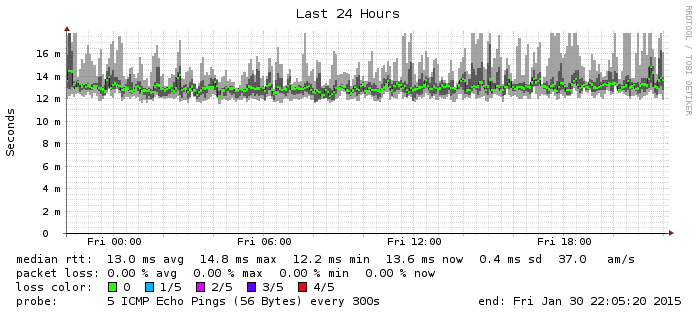 Last 24 Hours
RRDTOOL / TOBI OETIKER
Seconds
16 m
14 m
12 m
10 m
8 m
6 m
4 m
2 m
0
Fri 00:00 Fri 06:00 Fri 12:00 Fri 18:00
median rtt: 13.0 ms avg 14.8 ms max 12.2 ms min 13.6 ms now 0.4 ms sd 37.0 am/s
packet loss: 0.00 % avg 0.00 % max 0.00 % min 0.00 % now
loss color: 0 1/5 2/5 3/5 4/5
probe: 5 ICMP Echo Pings (56 Bytes) every 300s end: Fri Jan 30 22:05:20 2015